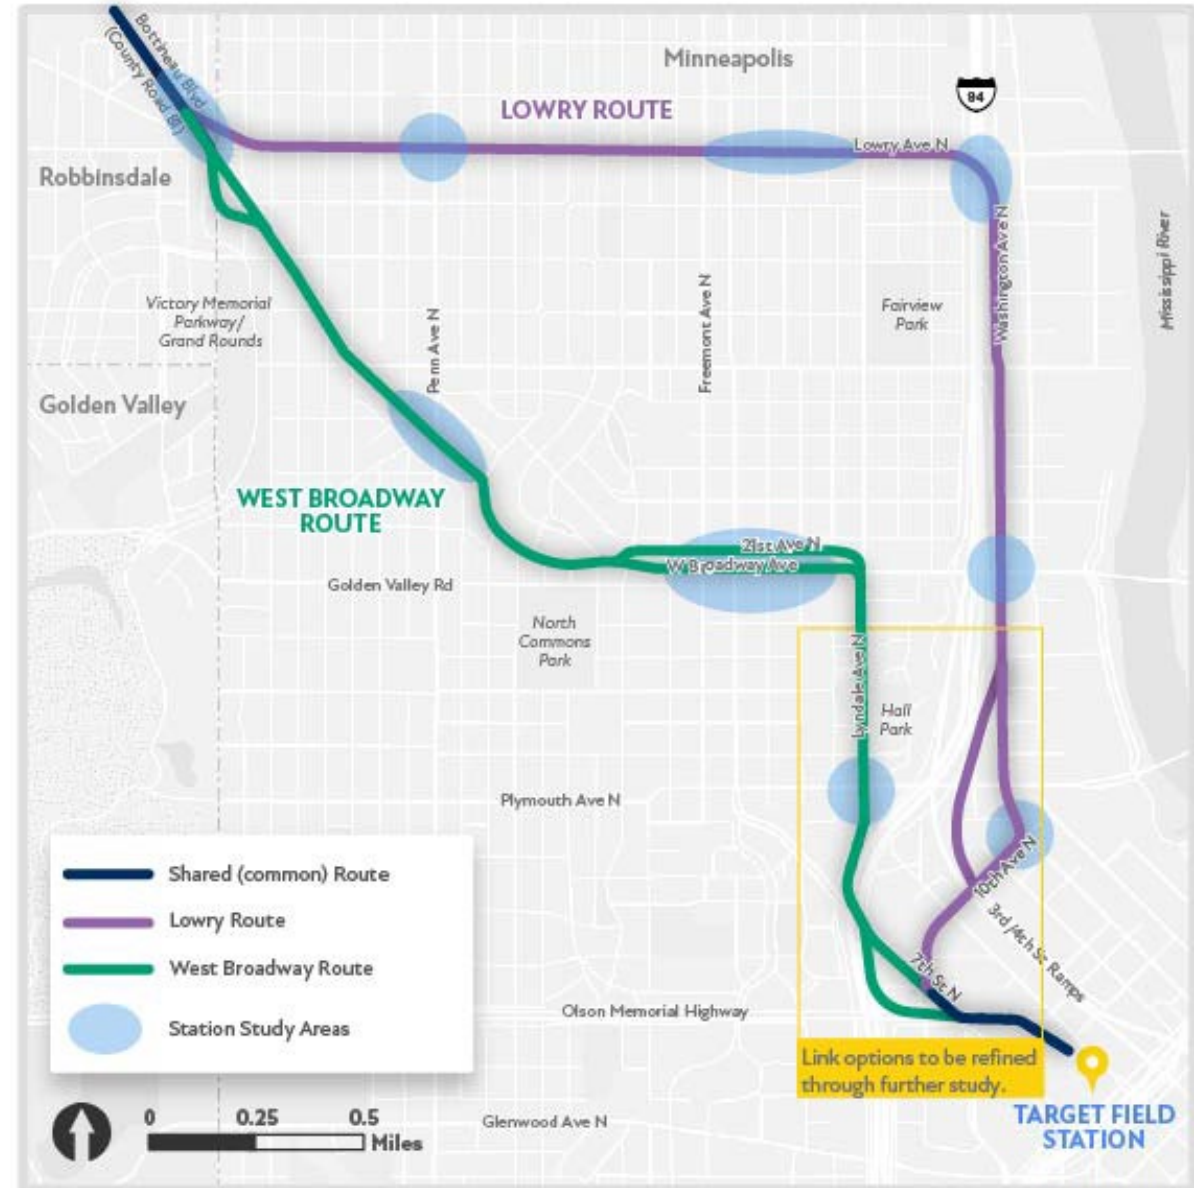 Minneapolis
Bottineau Blvd
(County Road 81)
LOWRY ROUTE
94
Lowry Ave N
Robbinsdale
Washington Ave N
Mississippi River
Victory Memorial
Parkway/
Grand Rounds
Penn Ave N
Freemont Ave N
Fairview
Park
Golden Valley
WEST BROADWAY
ROUTE
21st Ave N
W Broadway Ave
Golden Valley Rd
North
Commons
Park
Lyndale Ave N
Hall
Park
Plymouth Ave N
10th Ave N
3rd/4th St Ramps
7th St N
Shared (common) Route
Lowry Route
West Broadway Route
Station Study Areas
Olson Memorial Highway
Link options to be refined
through further study.
TARGET FIELD
STATION
0 0.25 0.5
Miles
Glenwood Ave N